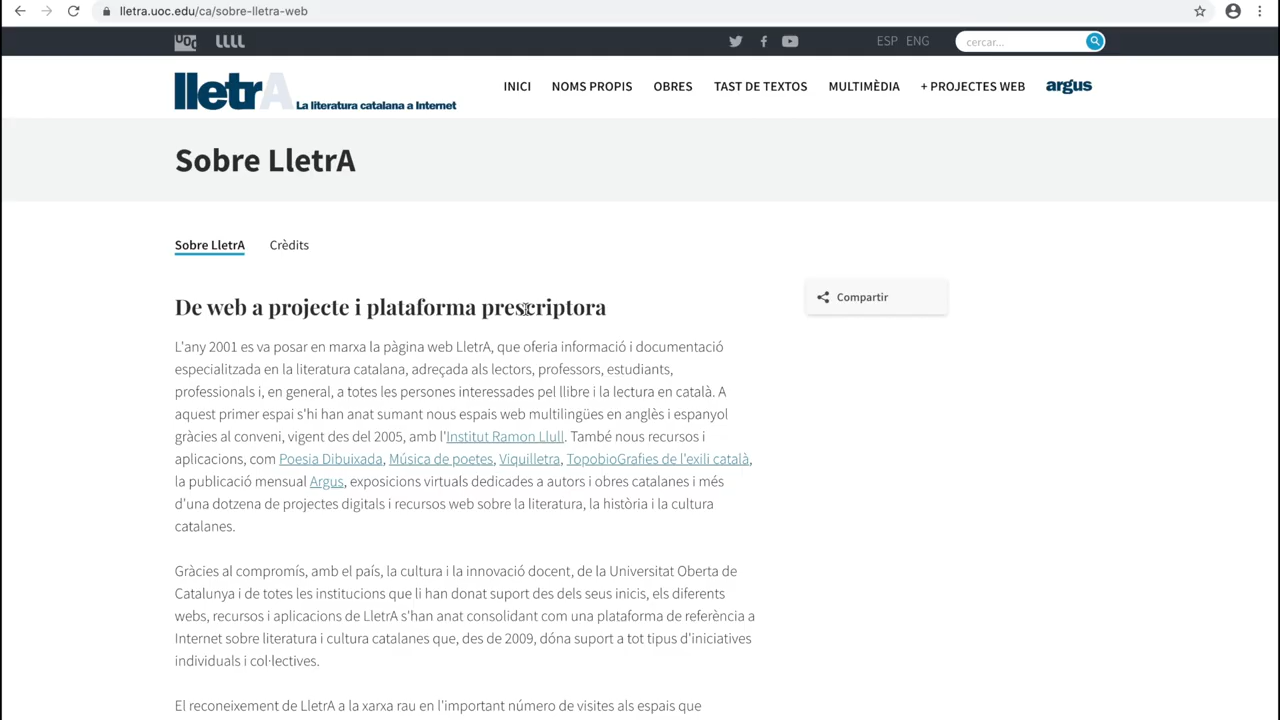 lletra.uoc.edu/ca/sobre-lletra-web
UOC LLLL ESP ENG cercar...
lletrA La literatura catalana a Internet INICI NOMS PROPIS OBRES TAST DE TEXTOS MULTIMÈDIA + PROJECTES WEB argus
Sobre LletrA
Sobre LletrA Crèdits
De web a projecte i plataforma prescriptora
Compartir
L'any 2001 es va posar en marxa la pàgina web LletrA, que oferia informació i documentació
especialitzada en la literatura catalana, adreçada als lectors, professors, estudiants,
professionals i, en general, a totes les persones interessades pel llibre i la lectura en català. A
aquest primer espai s'hi han anat sumant nous espais web multilingües en anglès i espanyol
gràcies al conveni, vigent des del 2005, amb l'Institut Ramon Llull. També nous recursos i
aplicacions, com Poesia Dibuixada, Música de poetes, Viquilletra, TopobioGrafies de l'exili català,
la publicació mensual Argus, exposicions virtuals dedicades a autors i obres catalanes i més
d'una dotzena de projectes digitals i recursos web sobre la literatura, la història i la cultura
catalanes.
Gràcies al compromís, amb el país, la cultura i la innovació docent, de la Universitat Oberta de
Catalunya i de totes les institucions que li han donat suport des dels seus inicis, els diferents
webs, recursos i aplicacions de LletrA s'han anat consolidant com una plataforma de referència a
Internet sobre literatura i cultura catalanes que, des de 2009, dóna suport a tot tipus d'iniciatives
individuals i col·lectives.
El reconeixement de LletrA a la xarxa rau en l'important número de visites als espais que